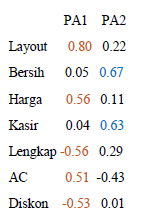 PA1 PA2
Layout 0.80 0.22
Bersih 0.05 0.67
Harga 0.56 0.11
Kasir 0.04 0.63
Lengkap -0.56 0.29
AC 0.51 -0.43
Diskon -0.53 0.01